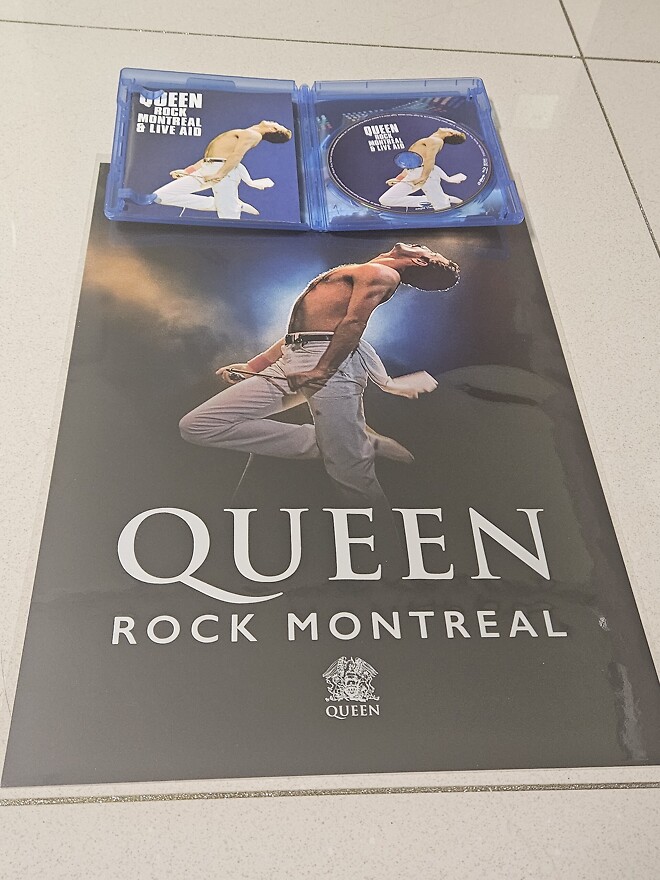 QUEEN
ROCK
MONTREAL
& LIVE AID
QUEEN
ROCK
MONTREAL
& LIVE AID
QUEEN
ROCK MONTREAL
QUEEN